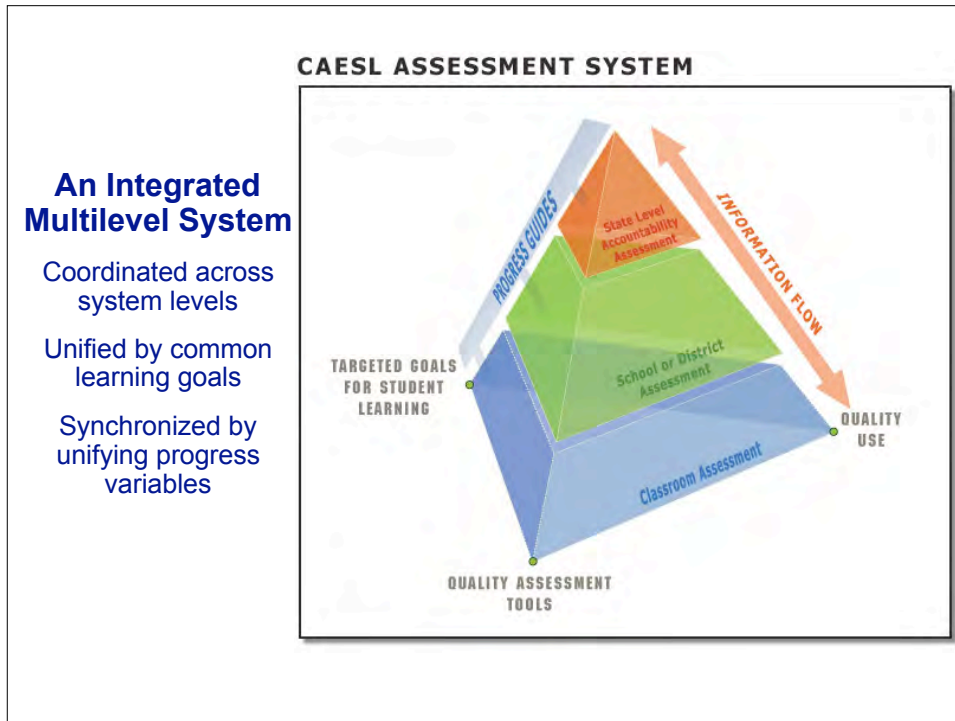 CAESL ASSESSMENT SYSTEM
An Integrated
Multilevel System
Coordinated across
system levels
Unified by common
learning goals
Synchronized by
unifying progress
variables
PROGRESS GUIDES
State Level
Accountability
Assessment
INFORMATION FLOW
School or District
Assessment
TARGETED GOALS
FOR STUDENT
LEARNING
Classroom Assessment
QUALITY
USE
QUALITY ASSESSMENT
TOOLS